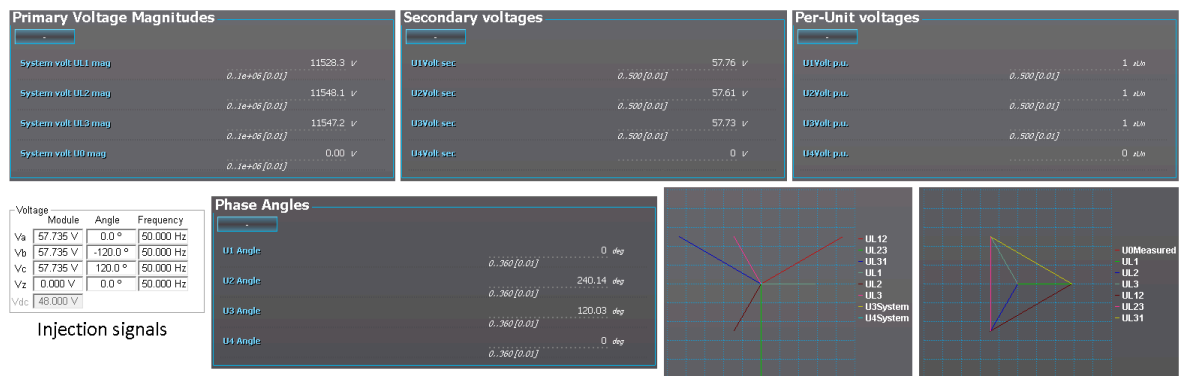 Primary Voltage Magnitudes
-
System volt UL1 mag 11528.3 V
0..1e+06 [0.01]
System volt UL2 mag 11548.1 V
0..1e+06 [0.01]
System volt UL3 mag 11547.2 V
0..1e+06 [0.01]
System volt U0 mag 0.00 V
0..1e+06 [0.01]
Secondary voltages
-
U1Volt sec 57.76 V
0..500 [0.01]
U2Volt sec 57.61 V
0..500 [0.01]
U3Volt sec 57.73 V
0..500 [0.01]
U4Volt sec 0 V
Per-Unit voltages
-
U1Volt p.u. 1 xUn
0..500 [0.01]
U2Volt p.u. 1 xUn
0..500 [0.01]
U3Volt p.u. 1 xUn
0..500 [0.01]
U4Volt p.u. 0 xUn
Voltage
Module Angle Frequency
Va 57.735 V 0.0 º 50.000 Hz
Vb 57.735 V -120.0 º 50.000 Hz
Vc 57.735 V 120.0 º 50.000 Hz
Vz 0.000 V 0.0 º 50.000 Hz
Vdc 48.000 V
Injection signals
Phase Angles
-
U1 Angle 0 deg
0..360 [0.01]
U2 Angle 240.14 deg
0..360 [0.01]
U3 Angle 120.03 deg
0..360 [0.01]
U4 Angle 0 deg
0..360 [0.01]
UL12
UL23
UL31
UL1
UL2
UL3
U3System
U4System
U0Measured
UL1
UL2
UL3
UL12
UL23
UL31